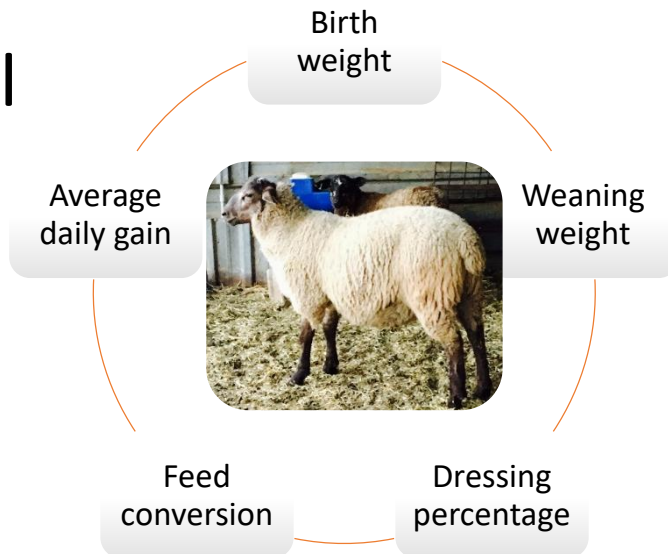 Birth
weight
Average
daily gain
Weaning
weight
Feed
conversion
Dressing
percentage